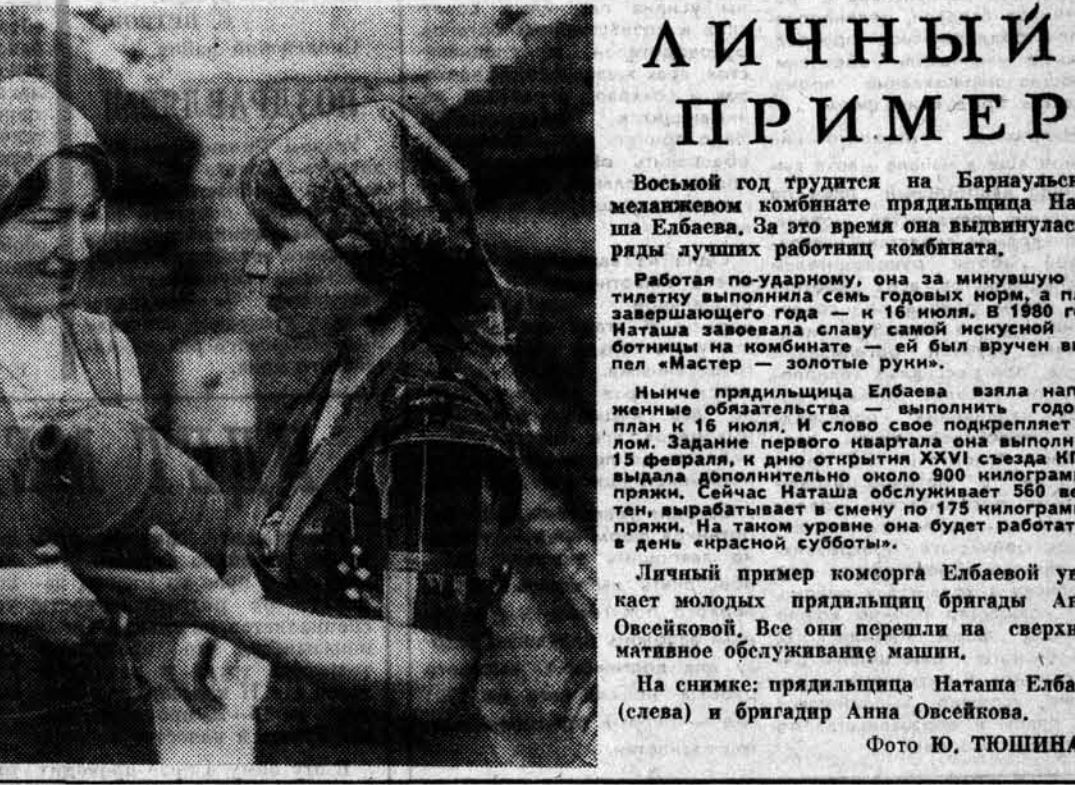 ЛИЧНЫЙ
ПРИМЕР
Восьмой год трудится на Барнаульск
меланжевом комбинате прядильщица На
ша Елбаева. За это время она выдвинулас
ряды лучших работниц комбината.
Работая по-ударному, она за минувшую
тилетку выполнила семь годовых норм, а пл
завершающего года — к 16 июля. В 1980 го
Наташа завоевала славу самой искусной
ботницы на комбинате — ей был вручен вы
пел «Мастер — золотые руки».
Нынче прядильщица Елбаева взяла нап
женные обязательства — выполнить годо
план к 16 июля. И слово свое подкрепляет
лом. Задание первого квартала она выполн
15 февраля, к дню открытия XXVI съезда КП
выдала дополнительно около 900 килограм
пряжи. Сейчас Наташа обслуживает 560 ве
тен, вырабатывает в смену по 175 килограм
пряжи. На таком уровне она будет работат
в день «красной субботы».
Личный пример комсорга Елбаевой ув
кает молодых прядильщиц бригады Ан
Овсейковой. Все они перешли на сверхн
мативное обслуживание машин.
На снимке: прядильщица Наташа Елба
(слева) и бригадир Анна Овсейкова.
Фото Ю. ТЮШИНА